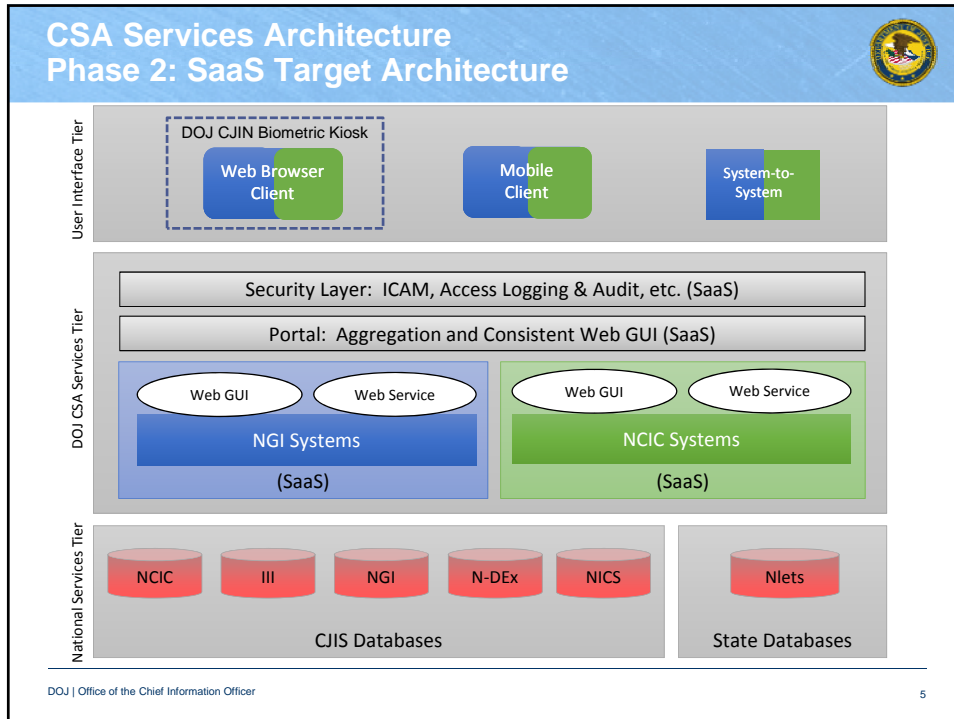 CSA Services Architecture
Phase 2: SaaS Target Architecture
User Interface Tier
DOJ CJIN Biometric Kiosk
Web Browser
Client
Mobile
Client
System-to-
System
DOJ CSA Services Tier
Security Layer: ICAM, Access Logging & Audit, etc. (SaaS)
Portal: Aggregation and Consistent Web GUI (SaaS)
Web GUI
Web Service
NGI Systems
(SaaS)
Web GUI
Web Service
NCIC Systems
(SaaS)
National Services Tier
NCIC
III
NGI
N-DEx
NICS
CJIS Databases
Nlets
State Databases
DOJ | Office of the Chief Information Officer
5